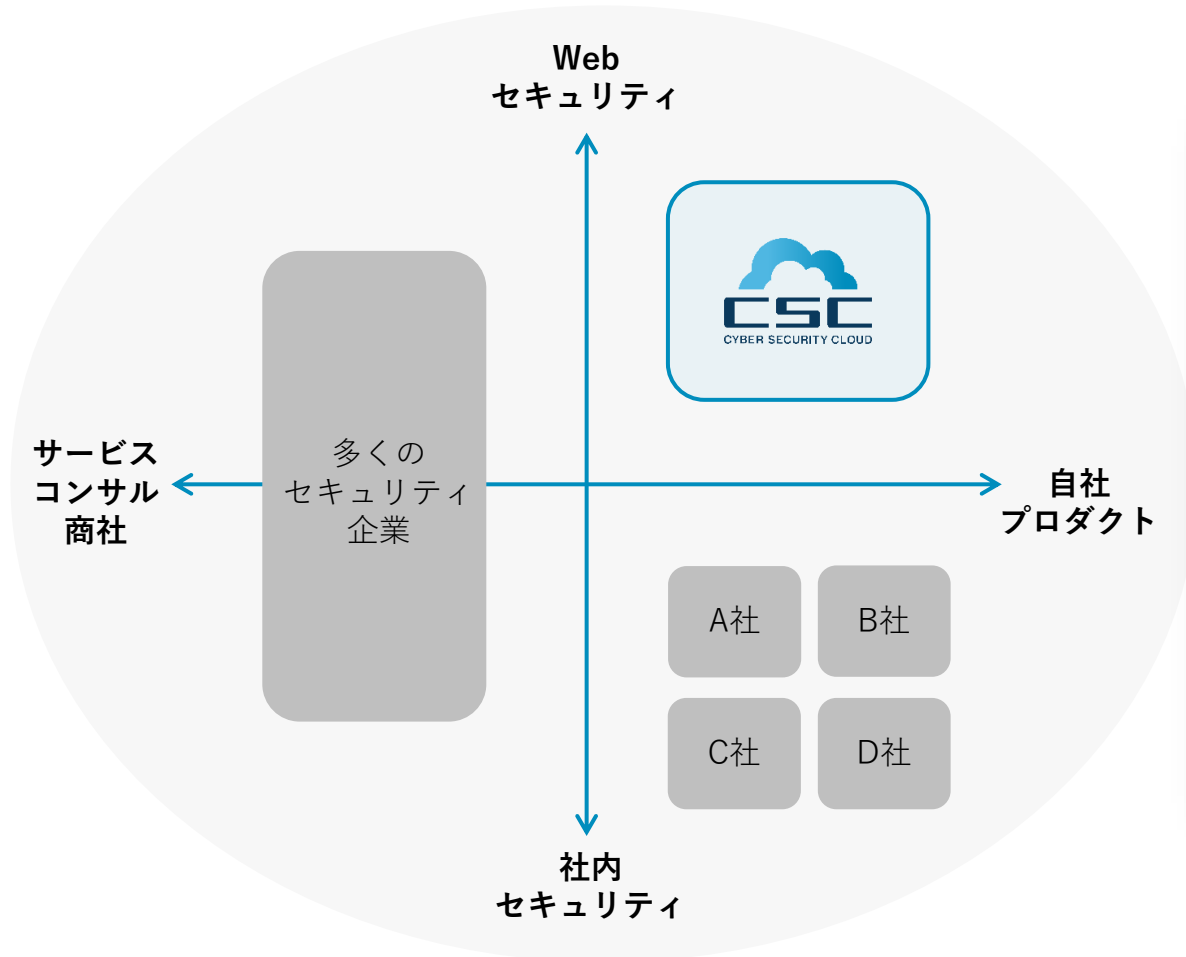 Web
セキュリティ
CSC
CYBER SECURITY CLOUD
サービス
コンサル
商社
多くの
セキュリティ
企業
自社
プロダクト
A社
B社
C社
D社
社内
セキュリティ